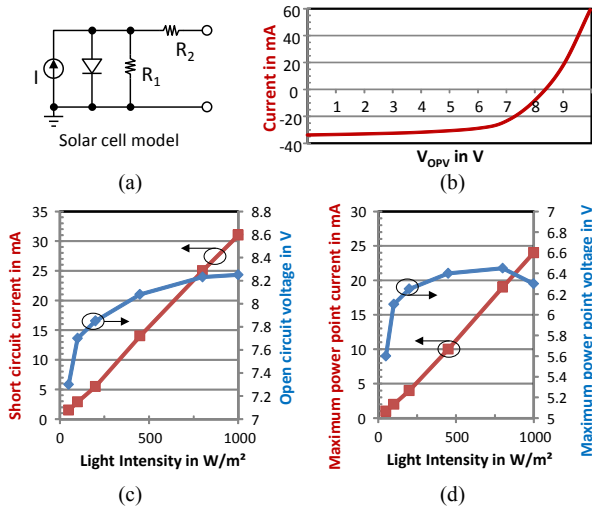 I
R1
R2
Solar cell model
(a)
Current in mA
60
40
20
0
-20
-40
1 2 3 4 5 6 7 8 9
VOPV in V
(b)
Short circuit current in mA
35
30
25
20
15
10
5
0
8.8
8.6
8.4
8.2
8
7.8
7.6
7.4
7.2
7
Open circuit voltage in V
0 500 1000
Light Intensity in W/m²
(c)
Maximum power point current in mA
30
25
20
15
10
5
0
7
6.8
6.6
6.4
6.2
6
5.8
5.6
5.4
5.2
5
Maximum power point voltage in V
0 500 1000
Light Intensity in W/m²
(d)